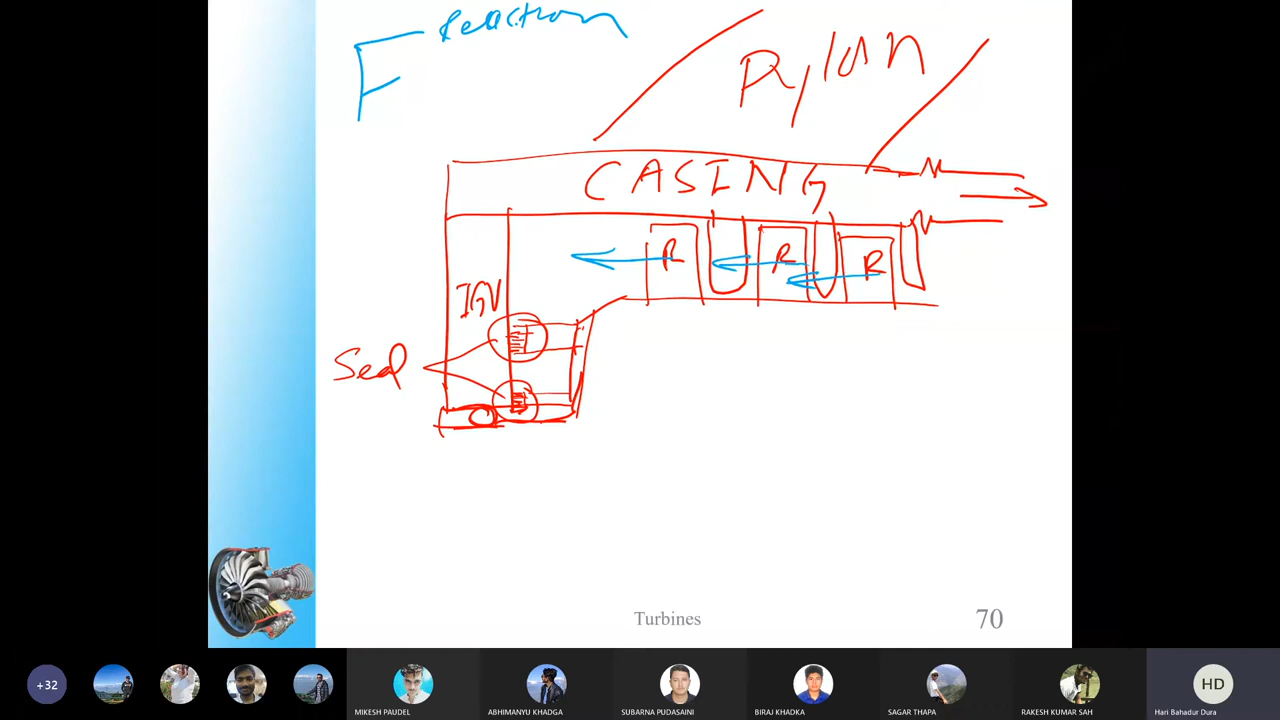 F reaction
Pylon
CASING
R R R
IGV
Seal
Turbines 70
+32 MIKESH PAUDEL ABHIMANYU KHADGA SUBARNA PUDASAINI BIRAJ KHADKA SAGAR THAPA RAKESH KUMAR SAH HD Hari Bahadur Dura